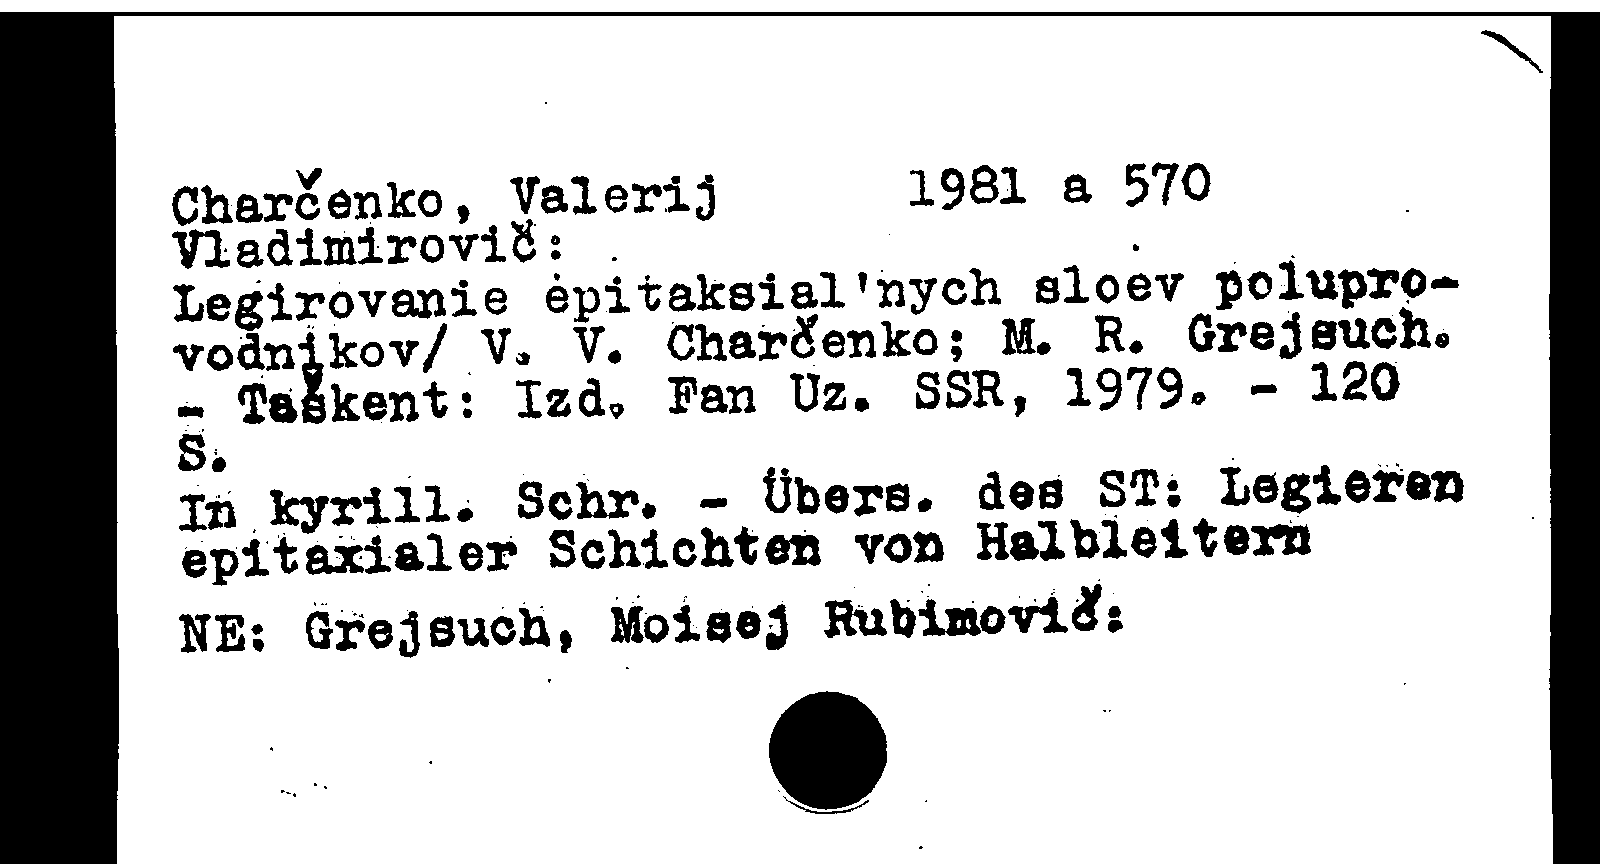 Charčenko, Valerij 1981 a 570
Vladimirovič:
Legirovanie ėpitaksial'nych sloev polupro-
vodnikov/ V. V. Charčenko; M. R. Grejsuch.
- Taškent: Izd. Fan Uz. SSR, 1979. - 120
S.
In kyrill. Schr. - Übers. des ST: Legieren
epitaxialer Schichten von Halbleitern
NE: Grejsuch, Moisej Rubimovič: